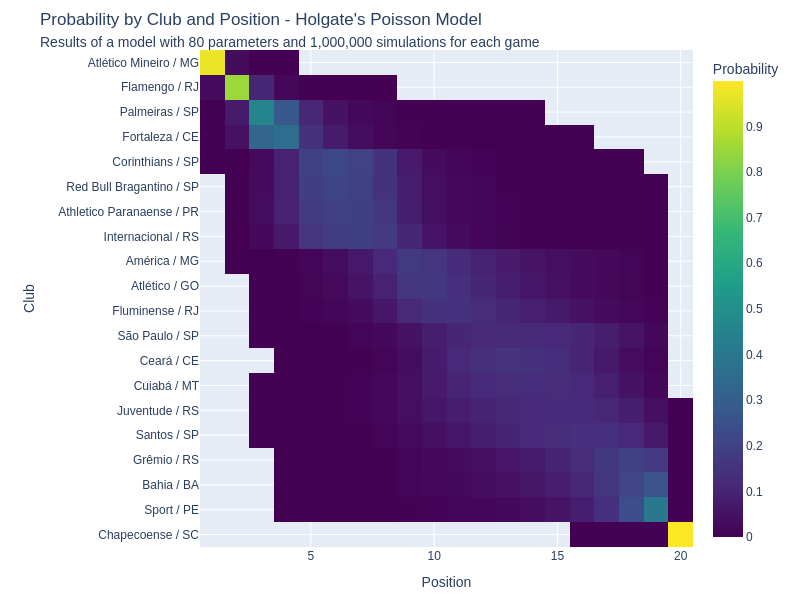 Probability by Club and Position - Holgate's Poisson Model
Results of a model with 80 parameters and 1,000,000 simulations for each game
Probability
Atlético Mineiro / MG
Flamengo / RJ
Palmeiras / SP
Fortaleza / CE
Corinthians / SP
Red Bull Bragantino / SP
Athletico Paranaense / PR
Internacional / RS
América / MG
Atlético / GO
Fluminense / RJ
São Paulo / SP
Ceará / CE
Cuiabá / MT
Juventude / RS
Santos / SP
Grêmio / RS
Bahia / BA
Sport / PE
Chapecoense / SC
Club
5
10
15
20
Position
0.9
0.8
0.7
0.6
0.5
0.4
0.3
0.2
0.1
0